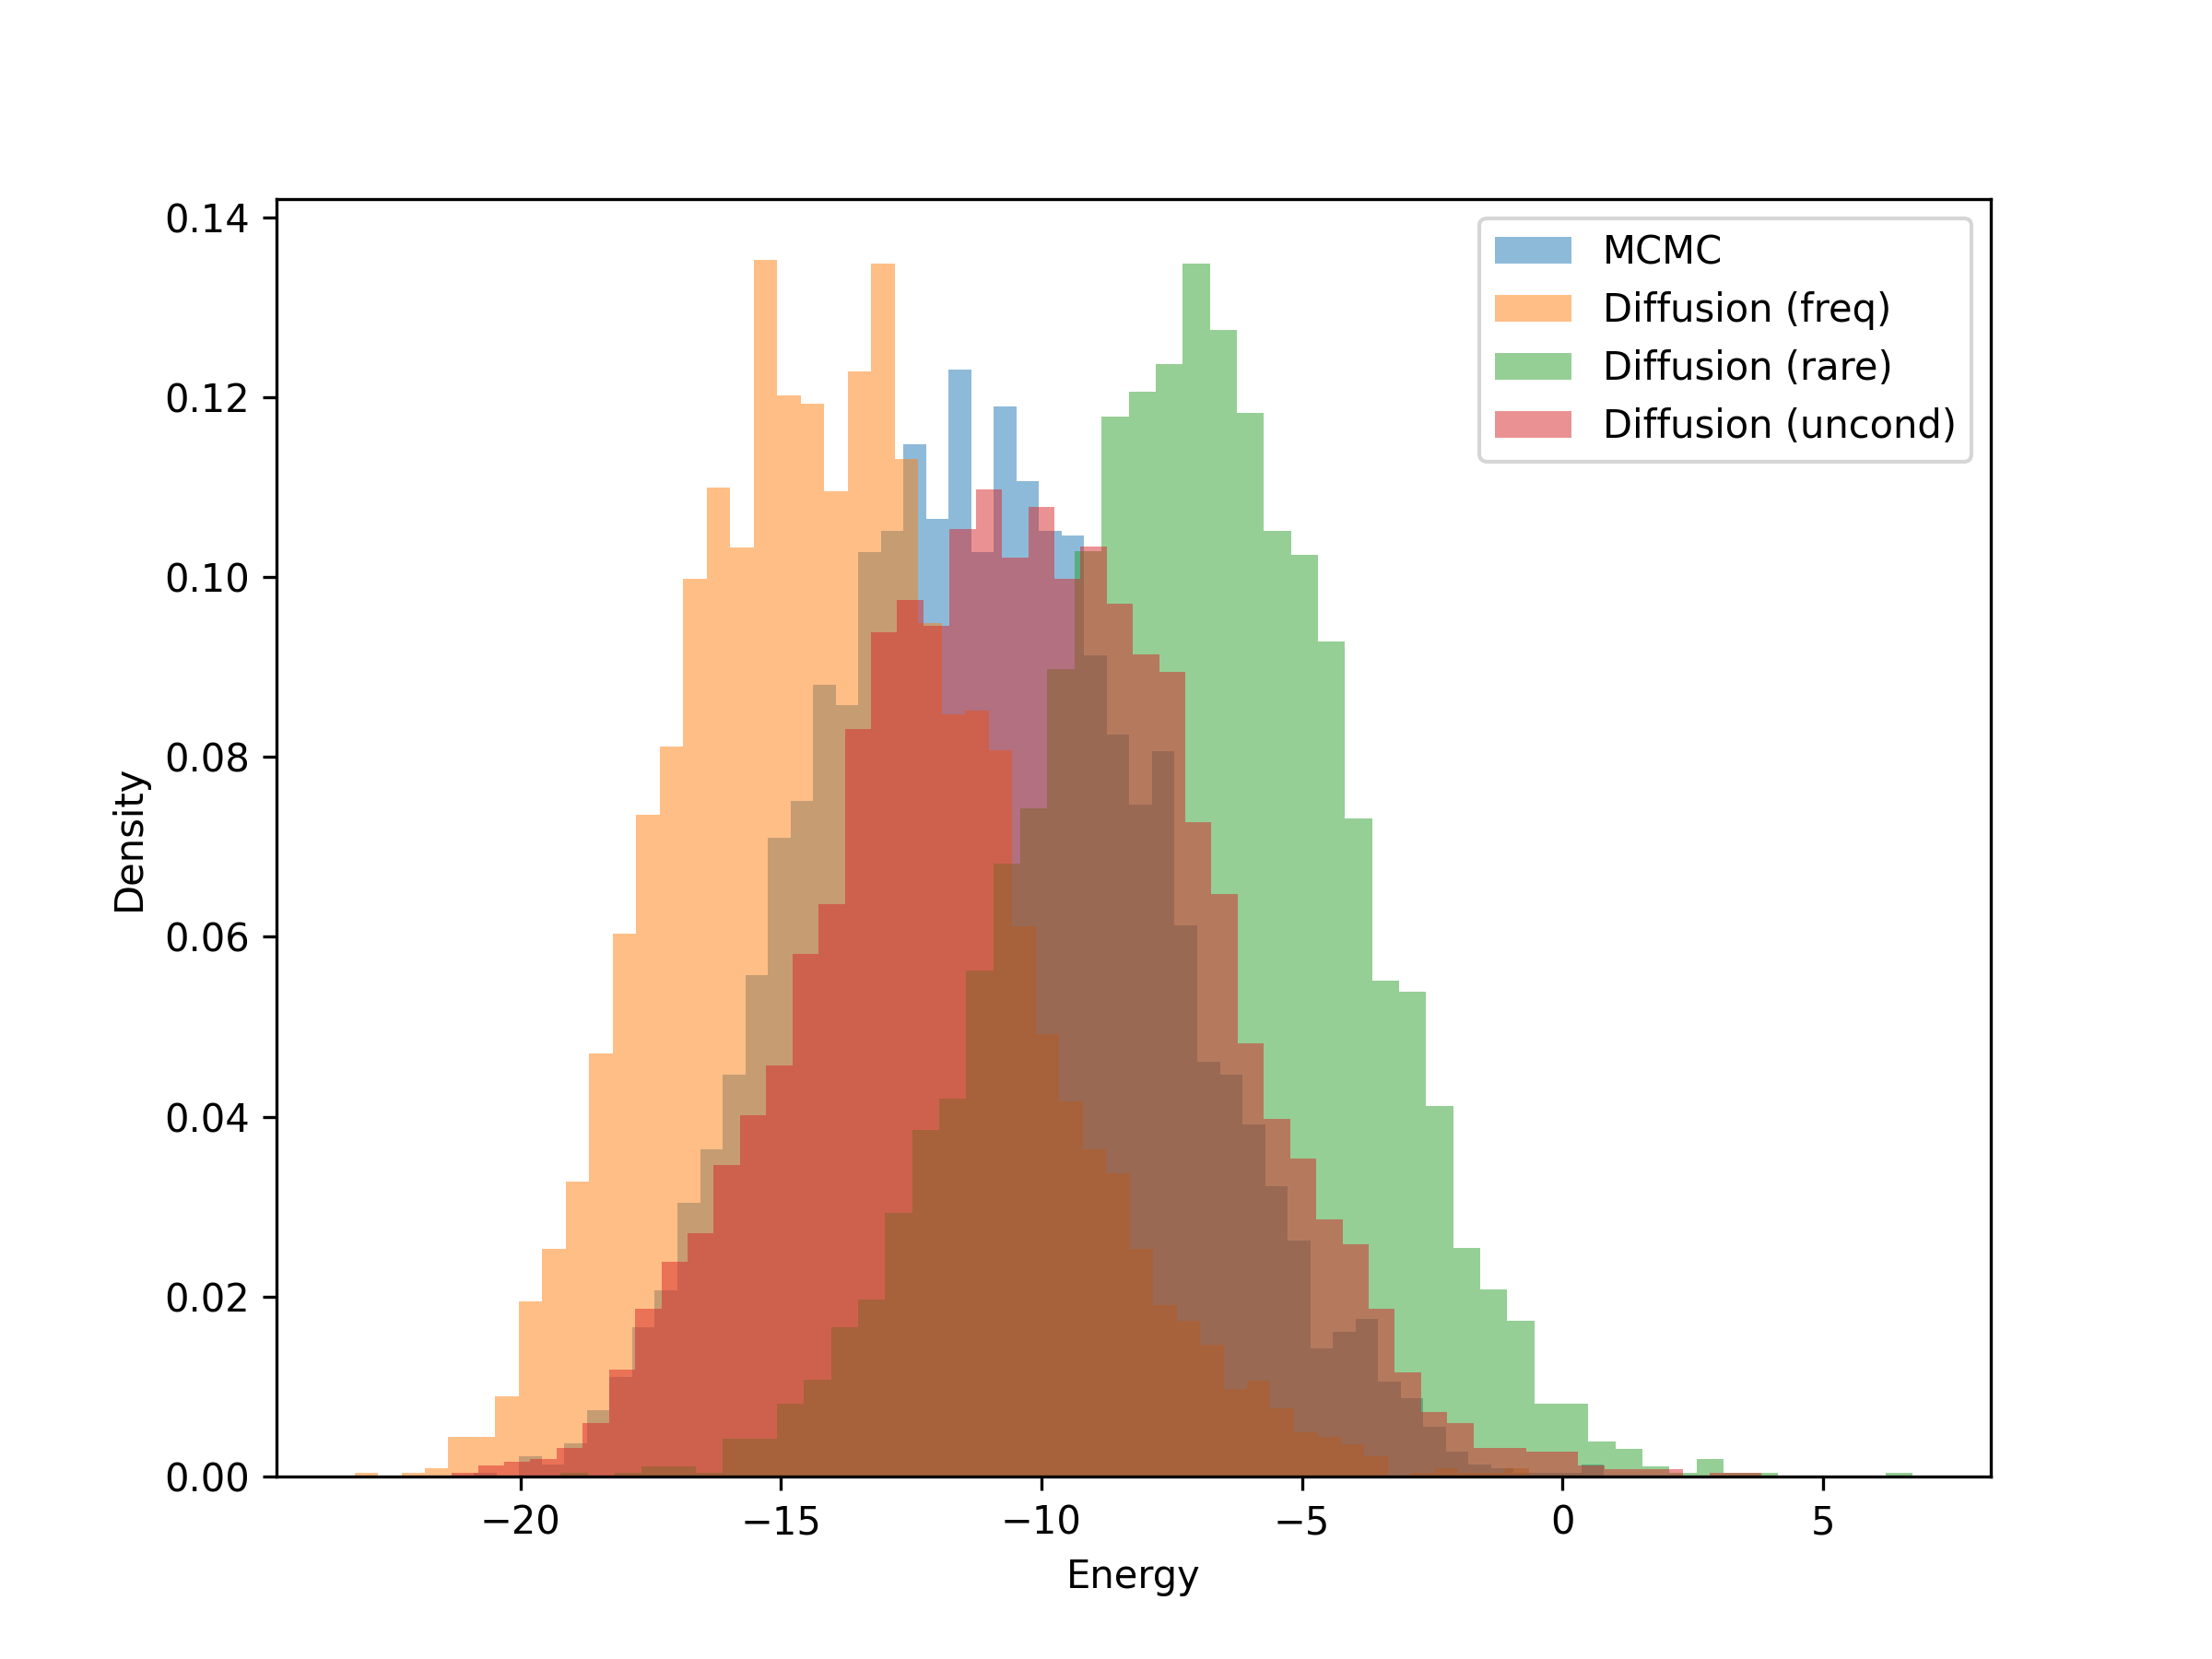 0.14
0.12
0.10
0.08
0.06
0.04
0.02
0.00
Density
−20 −15 −10 −5 0 5
Energy
MCMC
Diffusion (freq)
Diffusion (rare)
Diffusion (uncond)